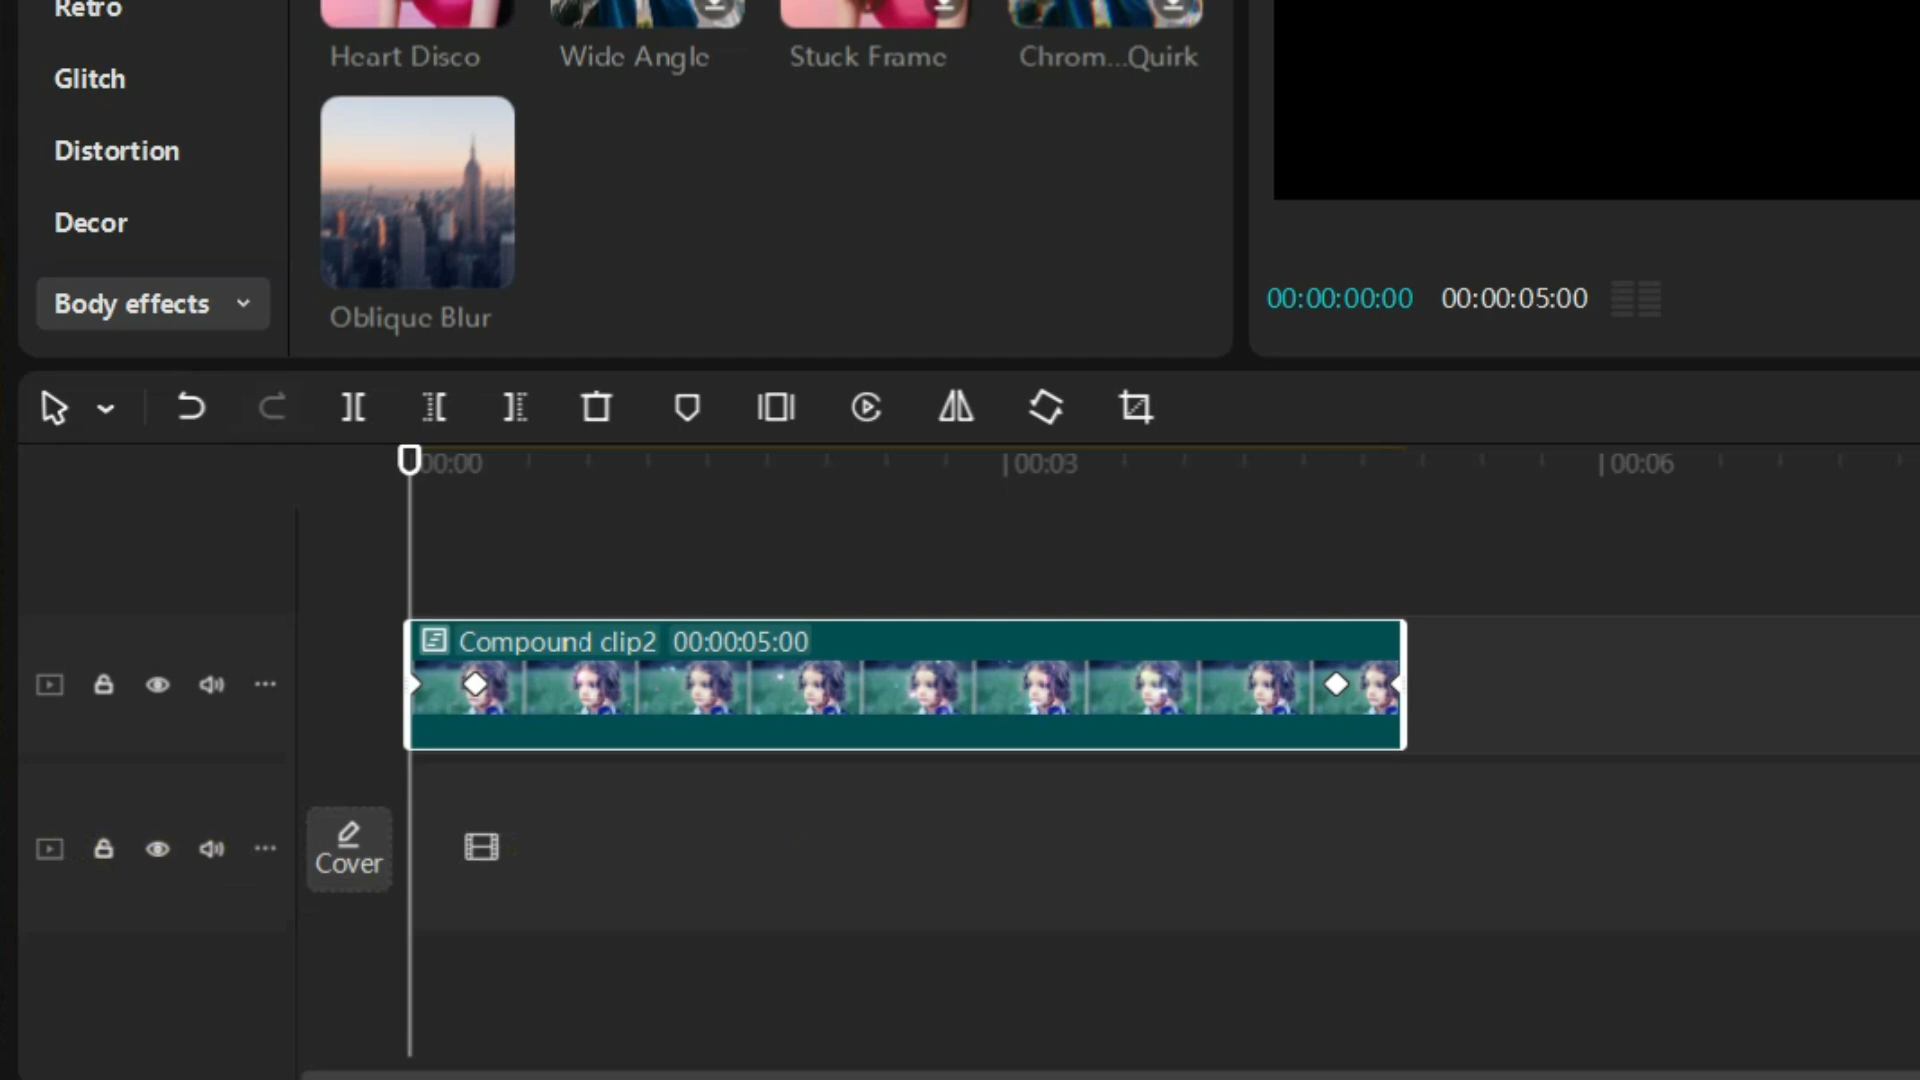 Retro
Glitch
Distortion
Decor
Body effects
Heart Disco
Wide Angle
Stuck Frame
Chrom...Quirk
Oblique Blur
00:00:00:00 00:00:05:00
00:00
00:03
00:06
Compound clip2 00:00:05:00
Cover